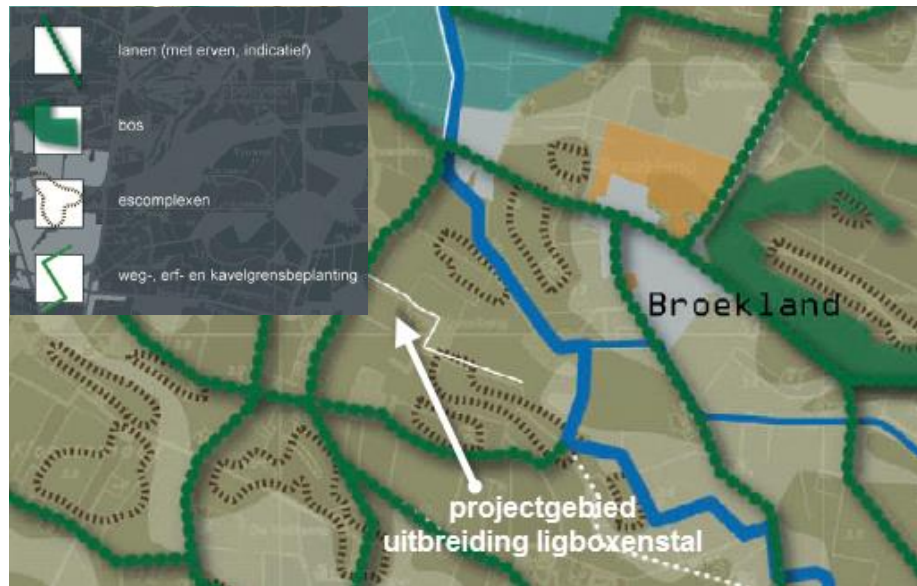 lanen (met erven, indicatief)
bos
escomplexen
weg-, erf- en kavelgrensbeplanting
Broekland
projectgebied
uitbreiding ligboxenstal